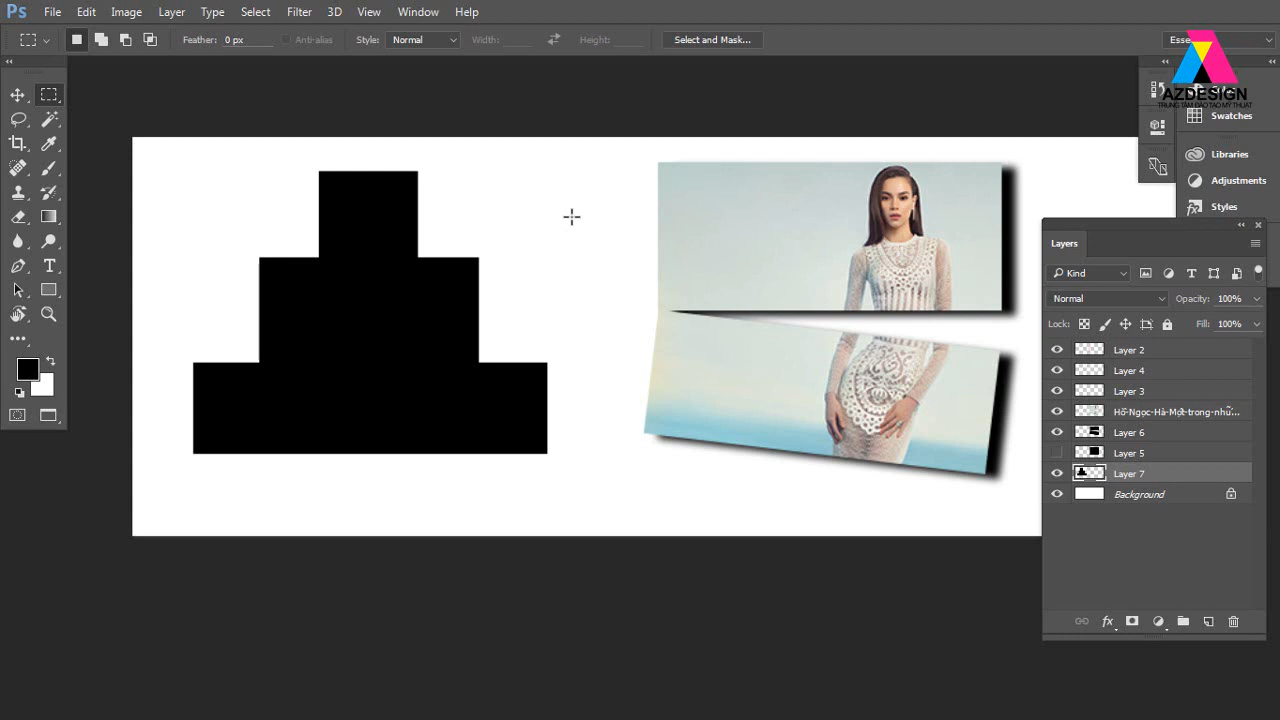 Ps File Edit Image Layer Type Select Filter 3D View Window Help
Feather: 0 px Anti-alias Style: Normal Width: Height: Select and Mask... Esse
AZDESIGN
TRUNG TÂM ĐÀO TẠO MỸ THUẬT
Swatches
Libraries
Adjustments
Styles
Layers
Kind
Normal Opacity: 100%
Lock: Fill: 100%
Layer 2
Layer 4
Layer 3
Hồ-Ngọc-Hà-Một-trong-nhữ...
Layer 6
Layer 5
Layer 7
Background
fx